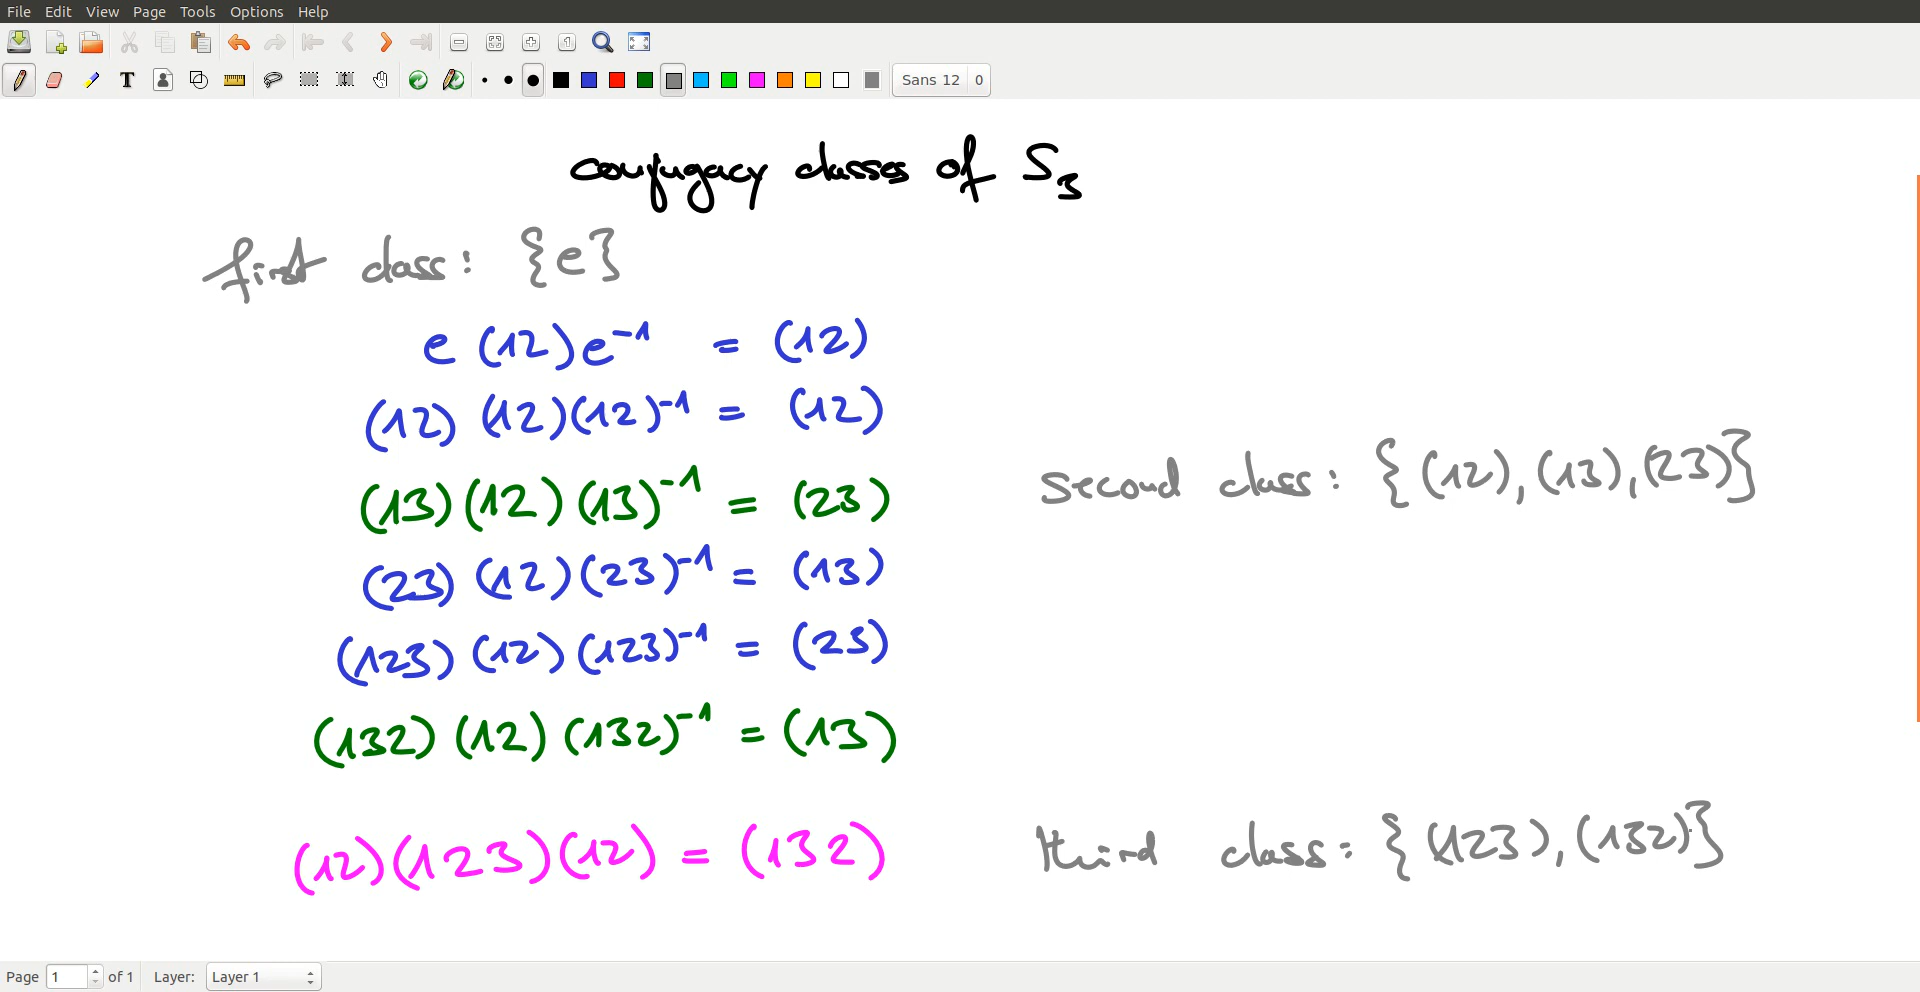 File Edit View Page Tools Options Help
Sans 12 0
conjugacy classes of S₃
first class: {e}
e (12) e⁻¹ = (12)
(12) (12)(12)⁻¹ = (12)
(13)(12)(13)⁻¹ = (23)
second class: {(12),(13),(23)}
(23) (12)(23)⁻¹ = (13)
(123) (12) (123)⁻¹ = (23)
(132) (12) (132)⁻¹ = (13)
(12)(123)(12) = (132)
third class: {(123),(132)}
Page 1 of 1 Layer: Layer 1